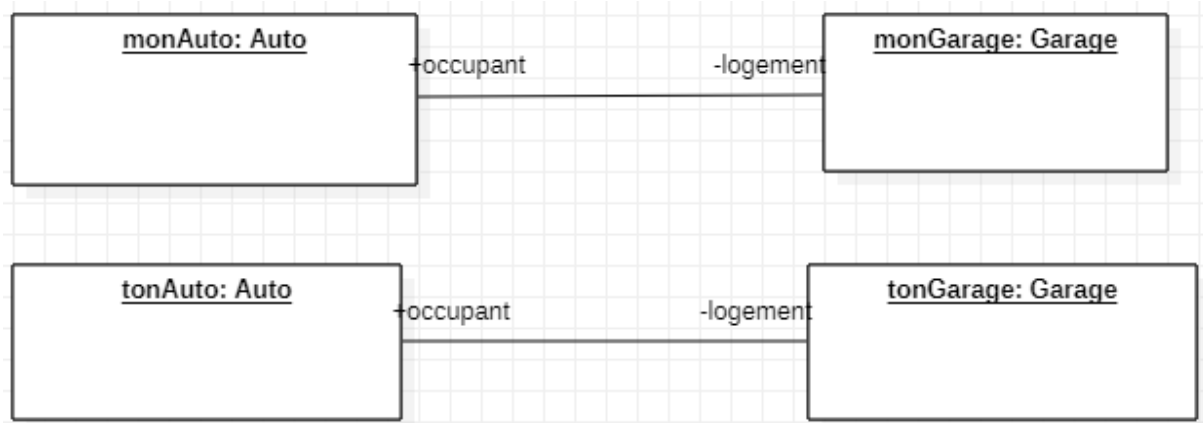 monAuto: Auto
monGarage: Garage
+occupant
-logement
tonAuto: Auto
tonGarage: Garage
+occupant
-logement